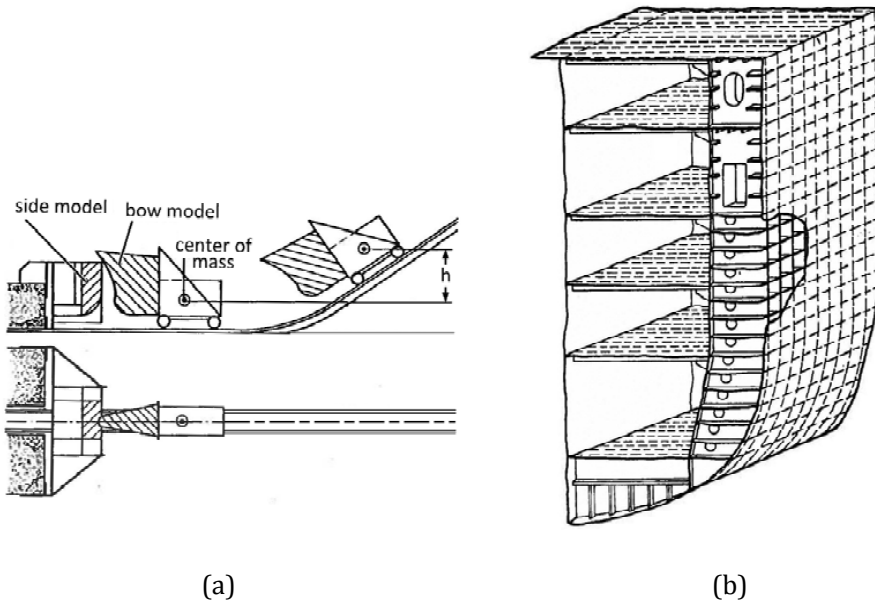 side model
bow model
center of
mass
h
(a)
(b)